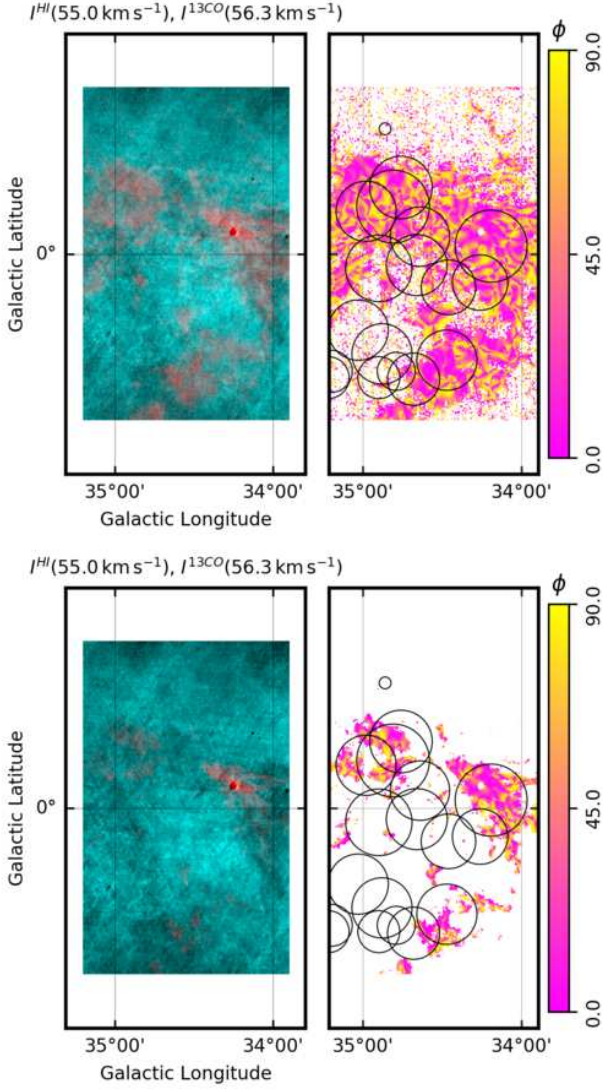 I^{HI}(55.0 km s⁻¹), I^{13CO}(56.3 km s⁻¹)
ϕ
90.0
45.0
0.0
Galactic Latitude
0°
35°00'
34°00'
35°00'
34°00'
Galactic Longitude
I^{HI}(55.0 km s⁻¹), I^{13CO}(56.3 km s⁻¹)
ϕ
90.0
45.0
0.0
Galactic Latitude
0°
35°00'
34°00'
35°00'
34°00'
Galactic Longitude